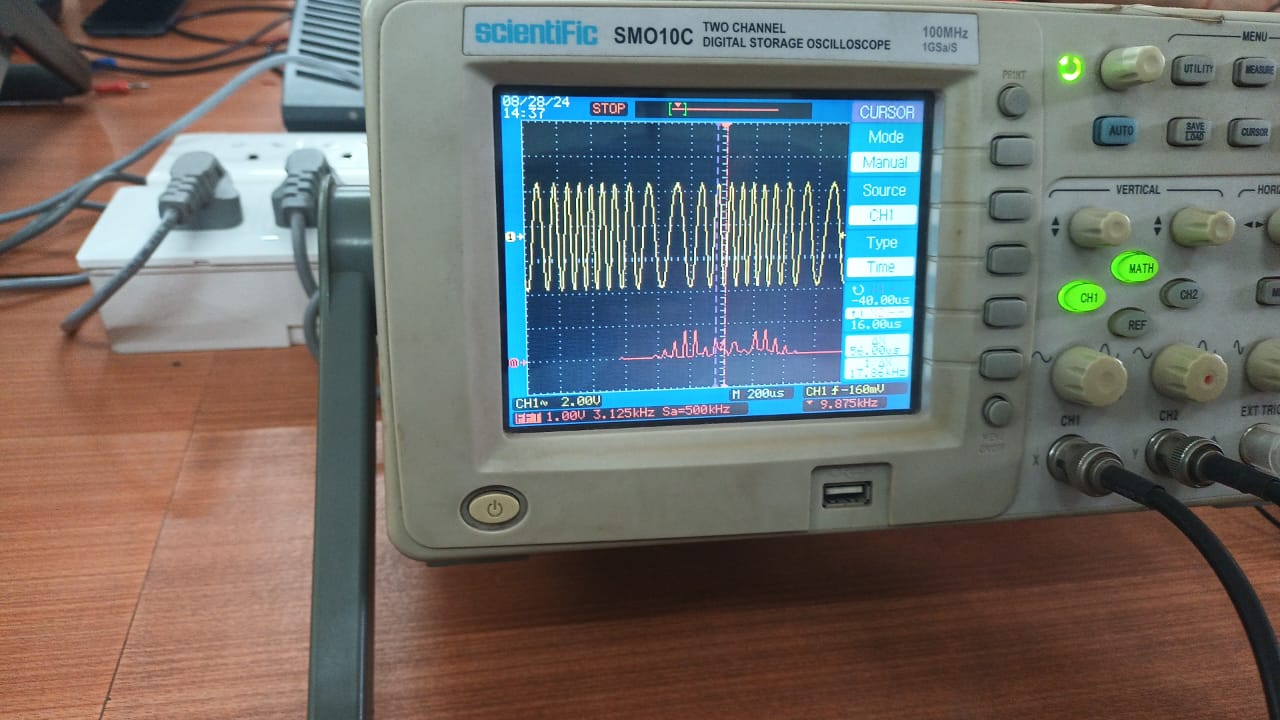 scientiFic SMO10C TWO CHANNEL
DIGITAL STORAGE OSCILLOSCOPE
100MHz
1GSa/S
08/28/24
14:37
STOP
CURSOR
Mode
Manual
Source
CH1
Type
Time
-40.00us
16.00us
56.00us
1
CH1~ 2.00V
M 200us
CH1 -160mV
FFT 1.00V 3.125kHz Sa=500kHz
9.875kHz
PRINT
MENU
UTILITY
MEASURE
AUTO
SAVE
LOAD
CURSOR
VERTICAL
HORI
MATH
CH1
CH2
REF
CH1
CH2
EXT TRIG
X
Y